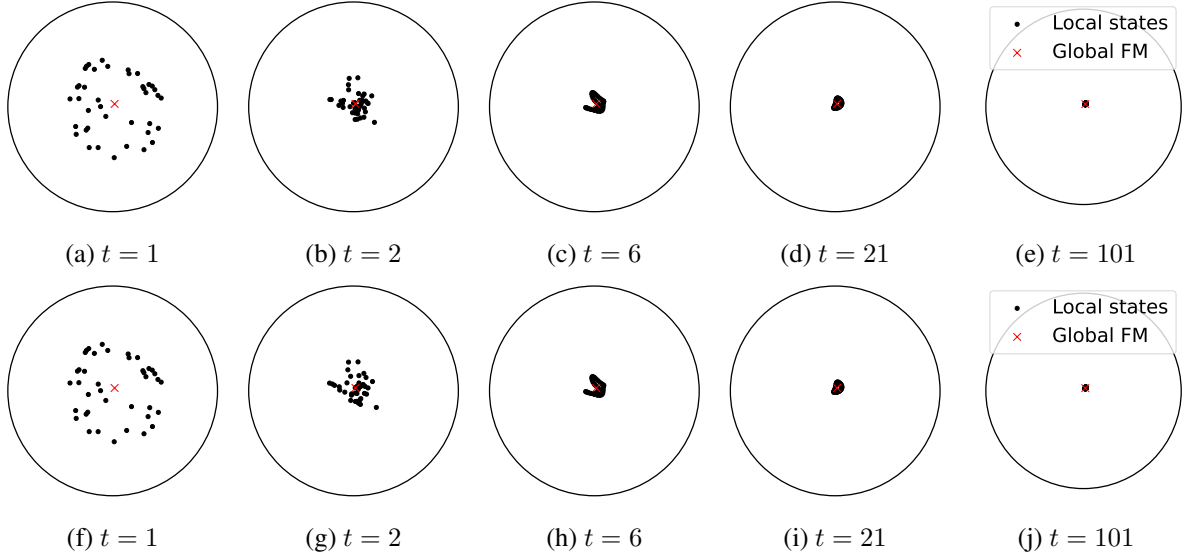 Local states
Global FM
(a) t = 1
(b) t = 2
(c) t = 6
(d) t = 21
(e) t = 101
Local states
Global FM
(f) t = 1
(g) t = 2
(h) t = 6
(i) t = 21
(j) t = 101